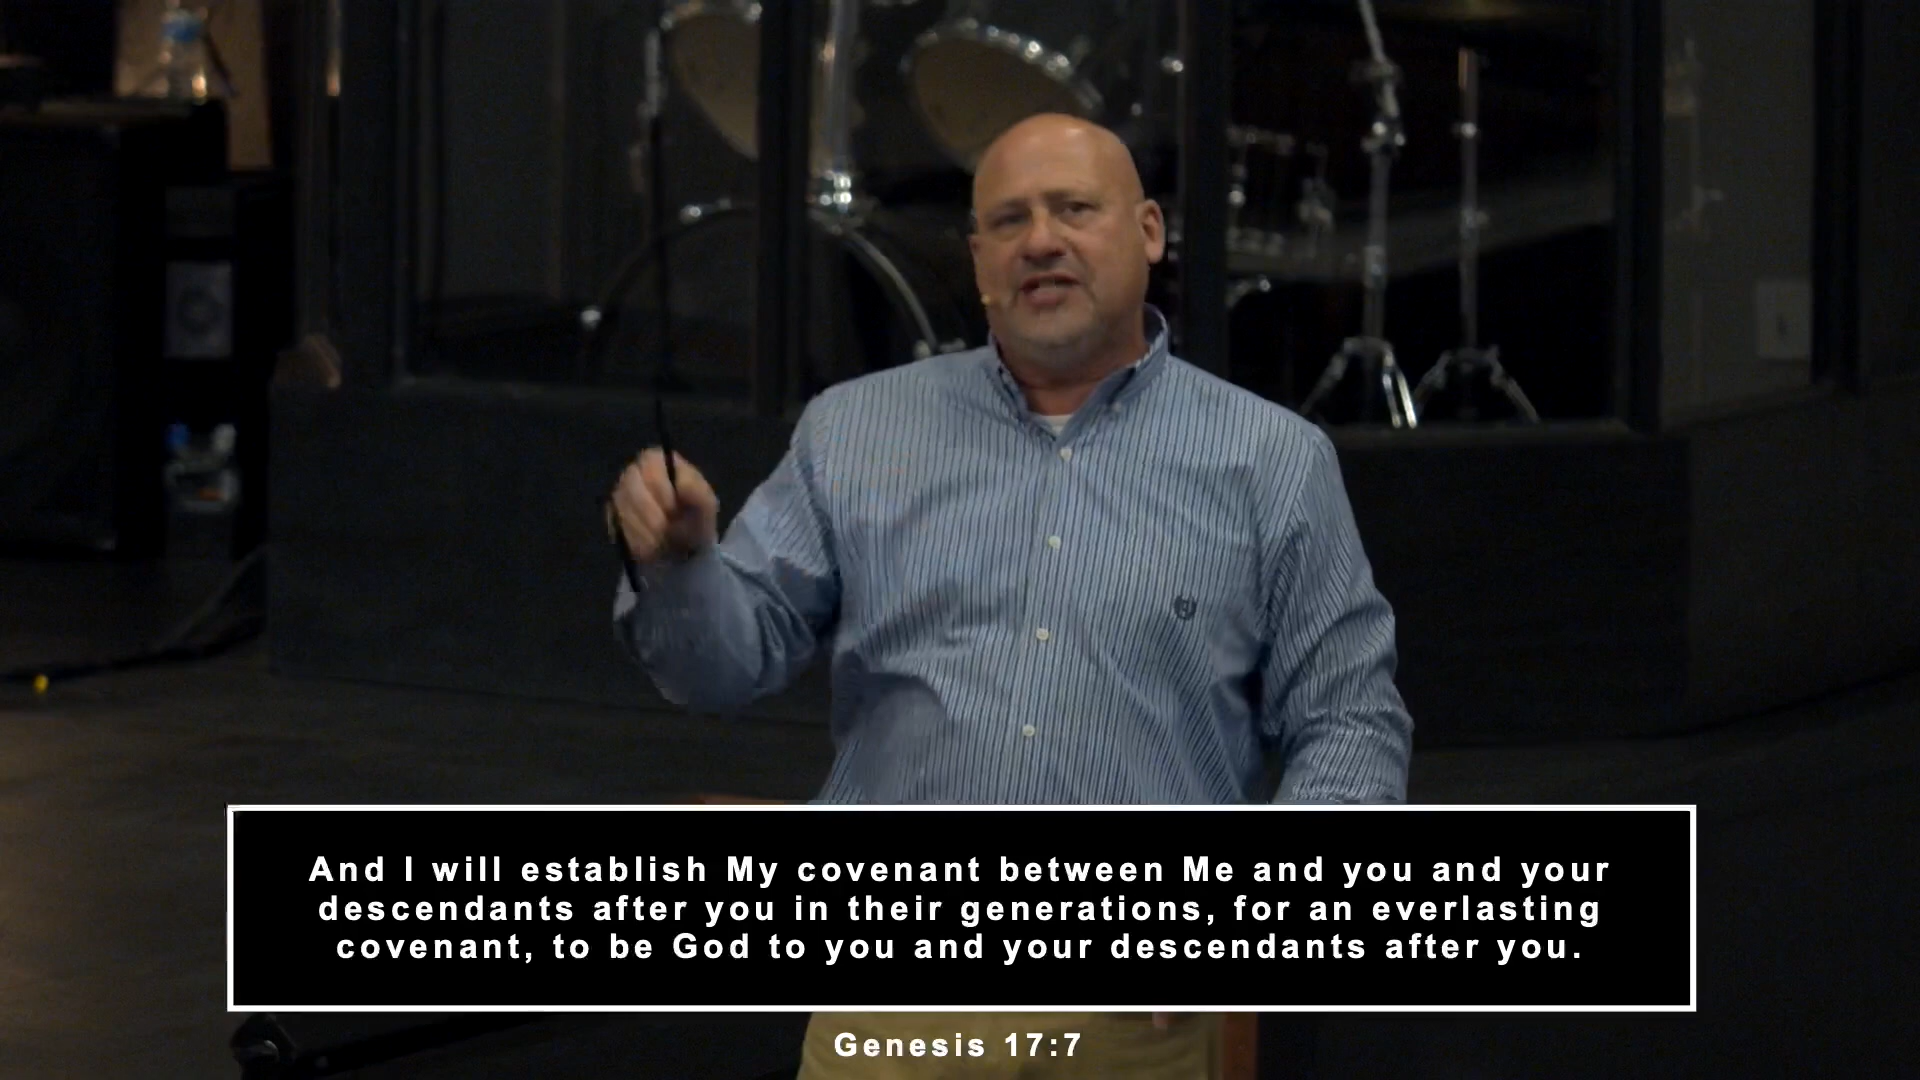 And I will establish My covenant between Me and you and your
descendants after you in their generations, for an everlasting
covenant, to be God to you and your descendants after you.
Genesis 17:7